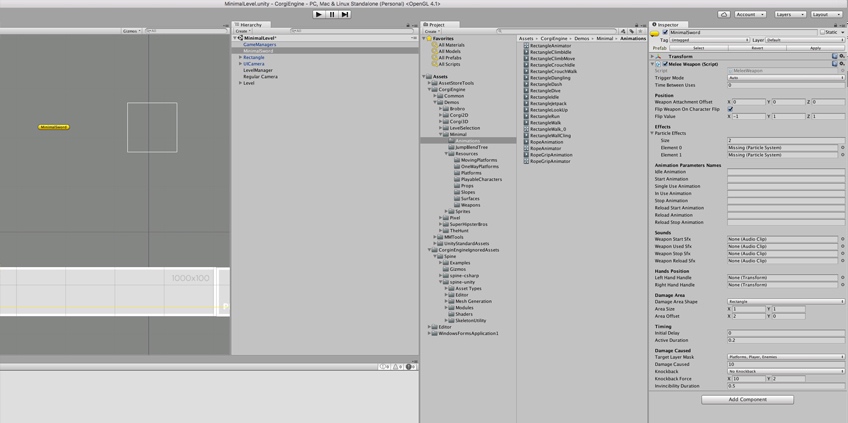 MinimalLevel.unity - CorgiEngine - PC, Mac & Linux Standalone (Personal) <OpenGL 4.1>
Account
Layers
Layout
Gizmos
All
MinimalSword
1000x100
Hierarchy
Create
All
MinimalLevel*
GameManagers
MinimalSword
Rectangle
UICamera
LevelManager
Regular Camera
Level
Project
Create
Favorites
All Materials
All Models
All Prefabs
All Scripts
Assets
AssetStoreTools
CorgiEngine
Common
Demos
Brobro
Corgi2D
Corgi3D
LevelSelection
Minimal
Animations
JumpBlendTree
Resources
MovingPlatforms
OneWayPlatforms
Platforms
PlayableCharacters
Props
Slopes
Surfaces
Weapons
Sprites
Pixel
SuperHipsterBros
TheHunt
MMTools
UnityStandardAssets
CorginEngineIgnoredAssets
Spine
Examples
Gizmos
spine-csharp
spine-unity
Asset Types
Editor
Mesh Generation
Modules
Shaders
SkeletonUtility
Editor
WindowsFormsApplication1
Assets > CorgiEngine > Demos > Minimal > Animations
RectangleAnimator
RectangleClimbIdle
RectangleClimbMove
RectangleCrouchIdle
RectangleCrouchWalk
RectangleDangling
RectangleDash
RectangleDive
RectangleIdle
RectangleJetpack
RectangleLookUp
RectangleRun
RectangleWalk
RectangleWalk_0
RectangleWallCling
RopeAnimation
RopeAnimator
RopeGripAnimation
RopeGripAnimator
Inspector
MinimalSword
Static
Tag Untagged Layer Default
Prefab Select Revert Apply
Transform
Melee Weapon (Script)
Script MeleeWeapon
Trigger Mode Auto
Time Between Uses 0
Position
Weapon Attachment Offset X 0 Y 0 Z 0
Flip Weapon On Character Flip
Flip Value X -1 Y 1 Z 1
Effects
Particle Effects
Size 2
Element 0 Missing (Particle System)
Element 1 Missing (Particle System)
Animation Parameters Names
Idle Animation
Start Animation
Single Use Animation
In Use Animation
Stop Animation
Reload Start Animation
Reload Animation
Reload Stop Animation
Sounds
Weapon Start Sfx None (Audio Clip)
Weapon Used Sfx None (Audio Clip)
Weapon Stop Sfx None (Audio Clip)
Weapon Reload Sfx None (Audio Clip)
Hands Position
Left Hand Handle None (Transform)
Right Hand Handle None (Transform)
Damage Area
Damage Area Shape Rectangle
Area Size X 1 Y 1
Area Offset X 2 Y 0
Timing
Initial Delay 0
Active Duration 0.2
Damage Caused
Target Layer Mask Platforms, Player, Enemies
Damage Caused 10
Knockback No Knockback
Knockback Force X 10 Y 2
Invincibility Duration 0.5
Add Component